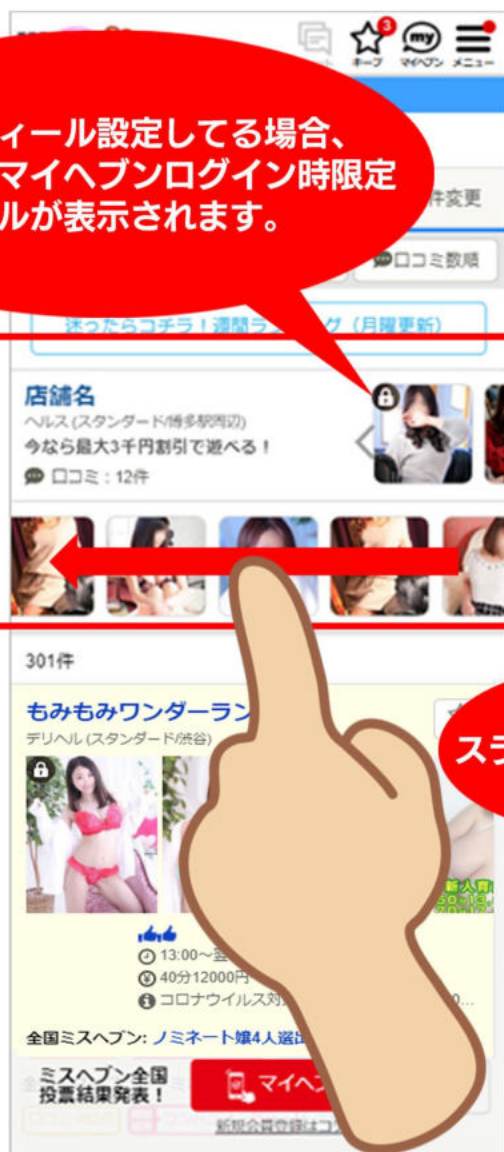 3
キープ
マイヘブン
メニュー
ィール設定してる場合、
マイヘブンログイン時限定
ルが表示されます。
件変更
口コミ数順
迷ったらコチラ!週間ラン
グ(月曜更新)
店舗名
ヘルス(スタンダード/博多駅周辺)
今なら最大3千円割引で遊べる!
口コミ:12件
301件
もみもみワンダーラン
デリヘル(スタンダード/渋谷)
スラ
新人育
13:00~翌
40分12000円
コロナウイルス対
0...
全国ミスヘブン: ノミネート嬢4人選出
ミスヘブン全国
投票結果発表!
マイヘ
新規会員登録はコ